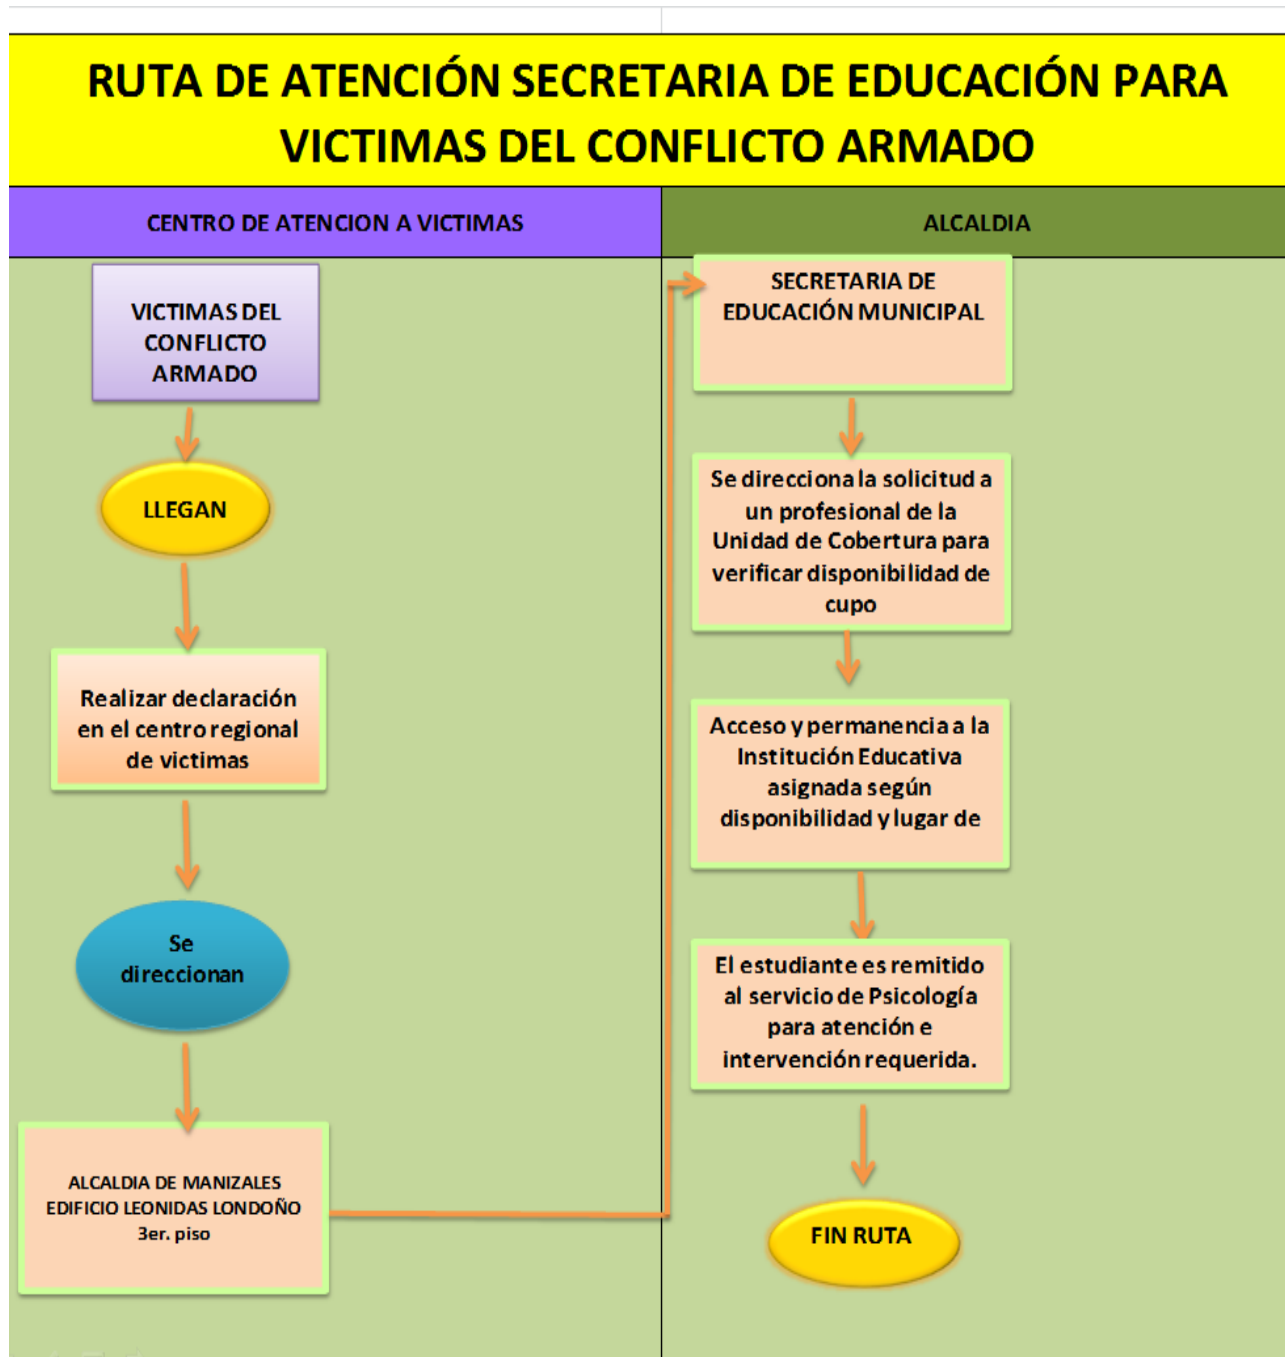 RUTA DE ATENCIÓN SECRETARIA DE EDUCACIÓN PARA
VICTIMAS DEL CONFLICTO ARMADO
CENTRO DE ATENCION A VICTIMAS
VICTIMAS DEL
CONFLICTO
ARMADO
LLEGAN
Realizar declaración
en el centro regional
de victimas
Se
direccionan
ALCALDIA DE MANIZALES
EDIFICIO LEONIDAS LONDOÑO
3er. piso
ALCALDIA
SECRETARIA DE
EDUCACIÓN MUNICIPAL
Se direcciona la solicitud a
un profesional de la
Unidad de Cobertura para
verificar disponibilidad de
cupo
Acceso y permanencia a la
Institución Educativa
asignada según
disponibilidad y lugar de
El estudiante es remitido
al servicio de Psicología
para atención e
intervención requerida.
FIN RUTA